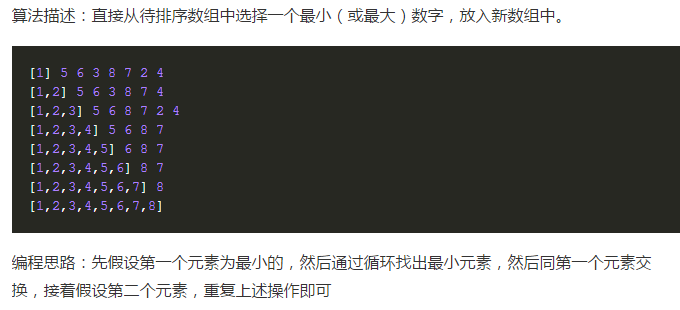 算法描述：直接从待排序数组中选择一个最小（或最大）数字，放入新数组中。
[1] 5 6 3 8 7 2 4
[1,2] 5 6 3 8 7 4
[1,2,3] 5 6 8 7 2 4
[1,2,3,4] 5 6 8 7
[1,2,3,4,5] 6 8 7
[1,2,3,4,5,6] 8 7
[1,2,3,4,5,6,7] 8
[1,2,3,4,5,6,7,8]
编程思路：先假设第一个元素为最小的，然后通过循环找出最小元素，然后同第一个元素交
换，接着假设第二个元素，重复上述操作即可